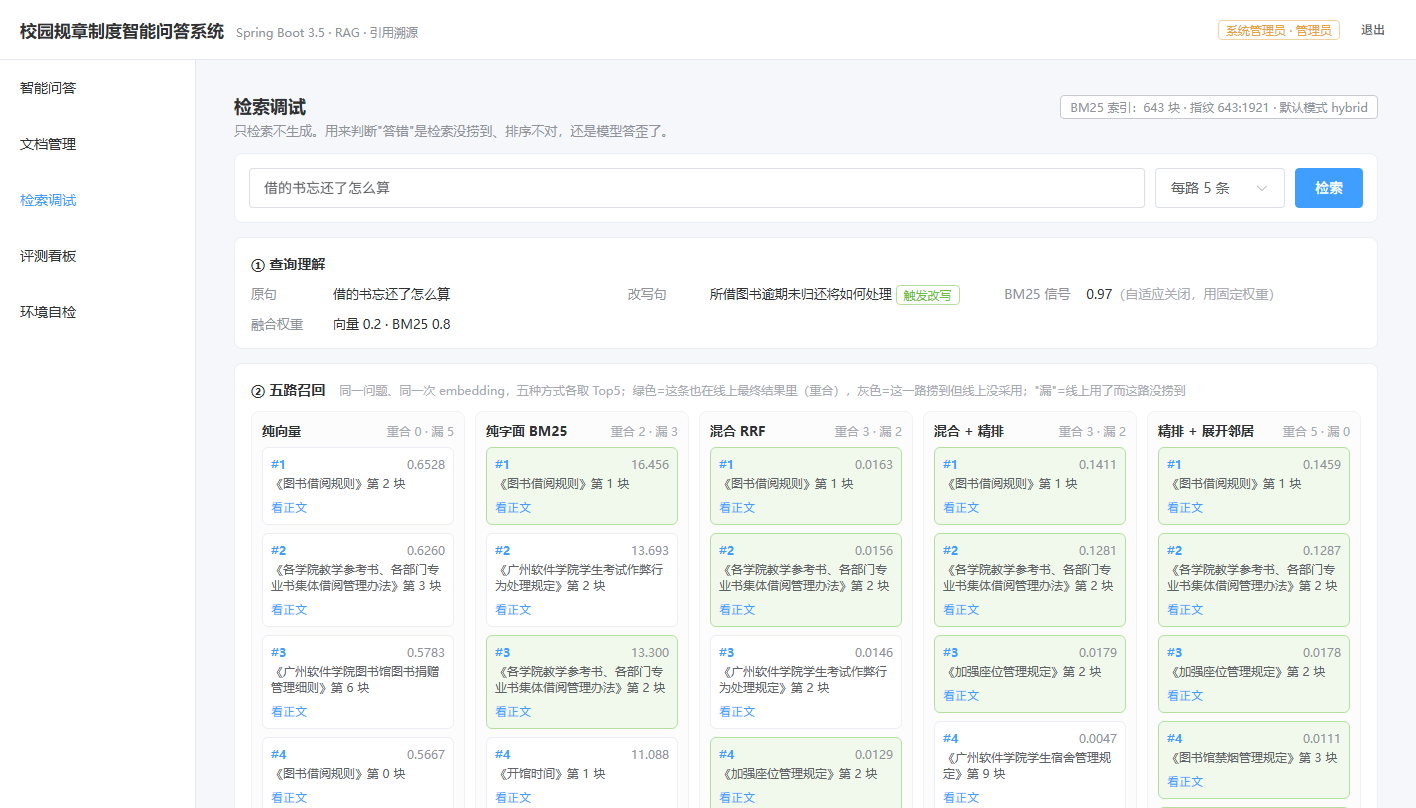 校园规章制度智能问答系统 Spring Boot 3.5 · RAG · 引用溯源
系统管理员 · 管理员
退出
智能问答
文档管理
检索调试
评测看板
环境自检
检索调试
BM25 索引：643 块 · 指纹 643:1921 · 默认模式 hybrid
只检索不生成。用来判断"答错"是检索没捞到、排序不对，还是模型答歪了。
借的书忘还了怎么算
每路 5 条
检索
① 查询理解
原句 借的书忘还了怎么算
改写句 所借图书逾期未归还将如何处理 触发改写
BM25 信号 0.97（自适应关闭，用固定权重）
融合权重 向量 0.2 · BM25 0.8
② 五路召回 同一问题、同一次 embedding，五种方式各取 Top5；绿色=这条也在线上最终结果里（重合），灰色=这一路捞到但线上没采用；"漏"=线上用了而这路没捞到
纯向量 重合 0 · 漏 5
#1 0.6528
《图书借阅规则》第 2 块
看正文
#2 0.6260
《各学院教学参考书、各部门专
业书集体借阅管理办法》第 3 块
看正文
#3 0.5783
《广州软件学院图书馆图书捐赠
管理细则》第 6 块
看正文
#4 0.5667
《图书借阅规则》第 0 块
看正文
纯字面 BM25 重合 2 · 漏 3
#1 16.456
《图书借阅规则》第 1 块
看正文
#2 13.693
《广州软件学院学生考试作弊行
为处理规定》第 2 块
看正文
#3 13.300
《各学院教学参考书、各部门专
业书集体借阅管理办法》第 2 块
看正文
#4 11.088
《开馆时间》第 1 块
看正文
混合 RRF 重合 3 · 漏 2
#1 0.0163
《图书借阅规则》第 1 块
看正文
#2 0.0156
《各学院教学参考书、各部门专
业书集体借阅管理办法》第 2 块
看正文
#3 0.0146
《广州软件学院学生考试作弊行
为处理规定》第 2 块
看正文
#4 0.0129
《加强座位管理规定》第 2 块
看正文
混合 + 精排 重合 3 · 漏 2
#1 0.1411
《图书借阅规则》第 1 块
看正文
#2 0.1281
《各学院教学参考书、各部门专
业书集体借阅管理办法》第 2 块
看正文
#3 0.0179
《加强座位管理规定》第 2 块
看正文
#4 0.0047
《广州软件学院学生宿舍管理规
定》第 9 块
看正文
精排 + 展开邻居 重合 5 · 漏 0
#1 0.1459
《图书借阅规则》第 1 块
看正文
#2 0.1287
《各学院教学参考书、各部门专
业书集体借阅管理办法》第 2 块
看正文
#3 0.0178
《加强座位管理规定》第 2 块
看正文
#4 0.0111
《图书馆禁烟管理规定》第 3 块
看正文